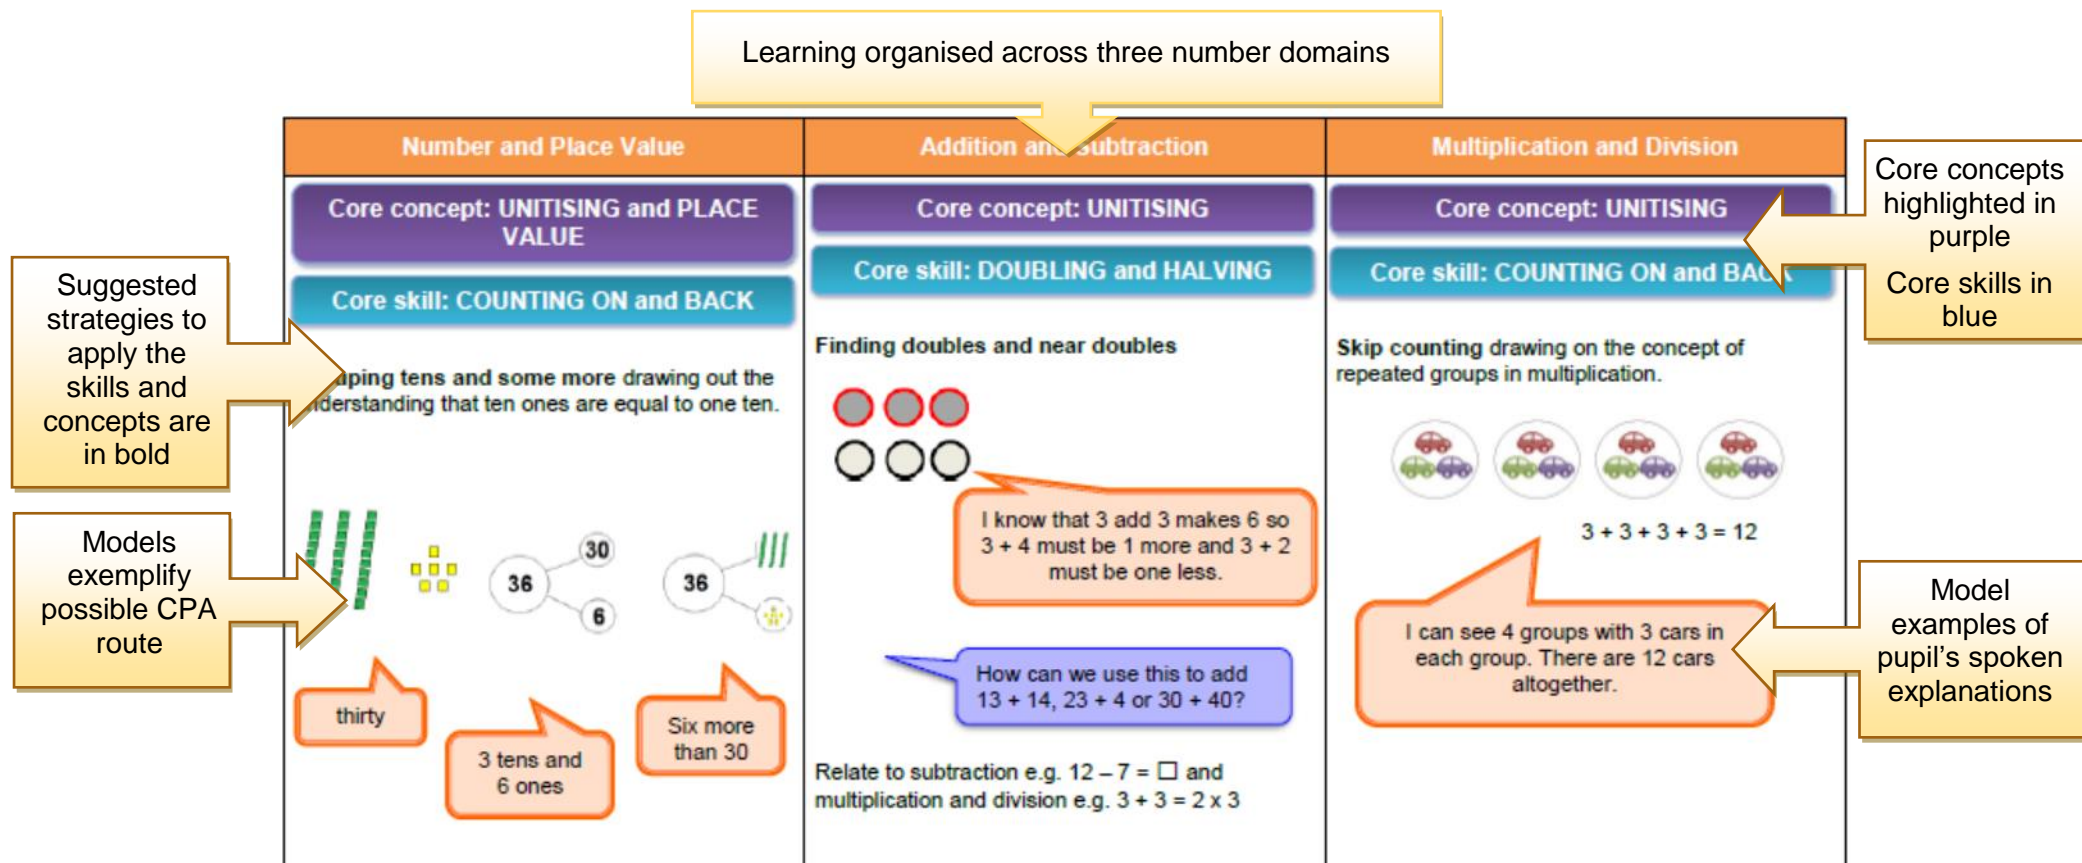 Learning organised across three number domains
Number and Place Value
Addition and Subtraction
Multiplication and Division
Core concept: UNITISING and PLACE
VALUE
Core skill: COUNTING ON and BACK
uping tens and some more drawing out the
nderstanding that ten ones are equal to one ten.
36
30
6
36
thirty
3 tens and
6 ones
Six more
than 30
Core concept: UNITISING
Core skill: DOUBLING and HALVING
Finding doubles and near doubles
I know that 3 add 3 makes 6 so
3 + 4 must be 1 more and 3 + 2
must be one less.
How can we use this to add
13 + 14, 23 + 4 or 30 + 40?
Relate to subtraction e.g. 12 – 7 = ☐ and
multiplication and division e.g. 3 + 3 = 2 x 3
Core concept: UNITISING
Core skill: COUNTING ON and BACK
Skip counting drawing on the concept of
repeated groups in multiplication.
3 + 3 + 3 + 3 = 12
I can see 4 groups with 3 cars in
each group. There are 12 cars
altogether.
Suggested
strategies to
apply the
skills and
concepts are
in bold
Models
exemplify
possible CPA
route
Core concepts
highlighted in
purple
Core skills in
blue
Model
examples of
pupil's spoken
explanations